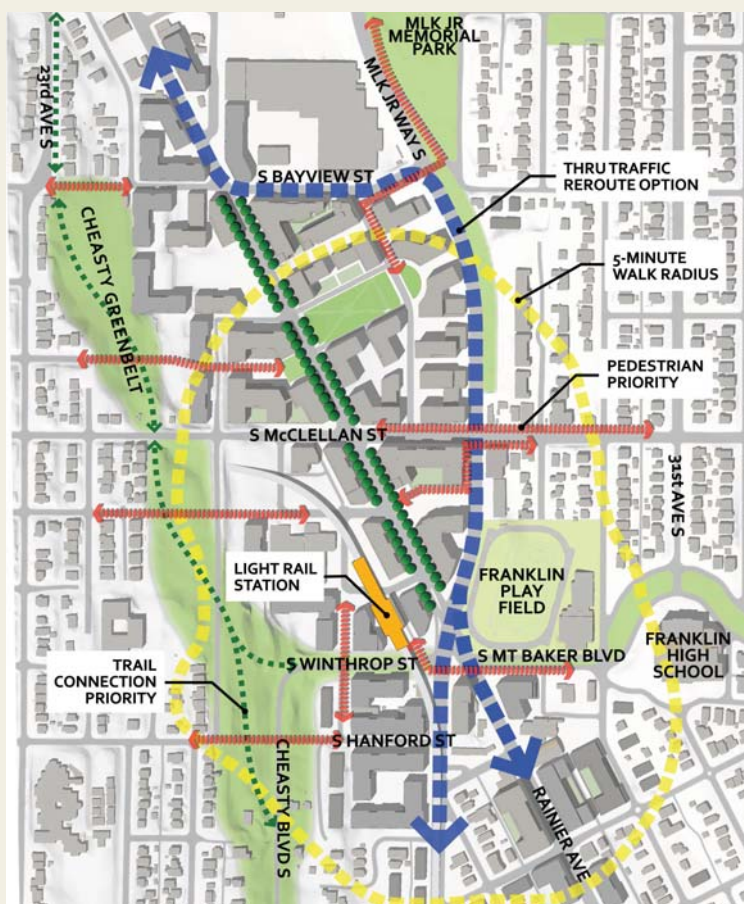 MLK JR
MEMORIAL
PARK
23rd AVE S
MLK JR WAY S
S BAYVIEW ST
THRU TRAFFIC
REROUTE OPTION
5-MINUTE
WALK RADIUS
CHEASTY GREENBELT
PEDESTRIAN
PRIORITY
S McCLELLAN ST
31st AVE S
LIGHT RAIL
STATION
FRANKLIN
PLAY
FIELD
FRANKLIN
HIGH
SCHOOL
S WINTHROP ST
S MT BAKER BLVD
TRAIL
CONNECTION
PRIORITY
S HANFORD ST
CHEASTY BLVD S
RAINIER AVE